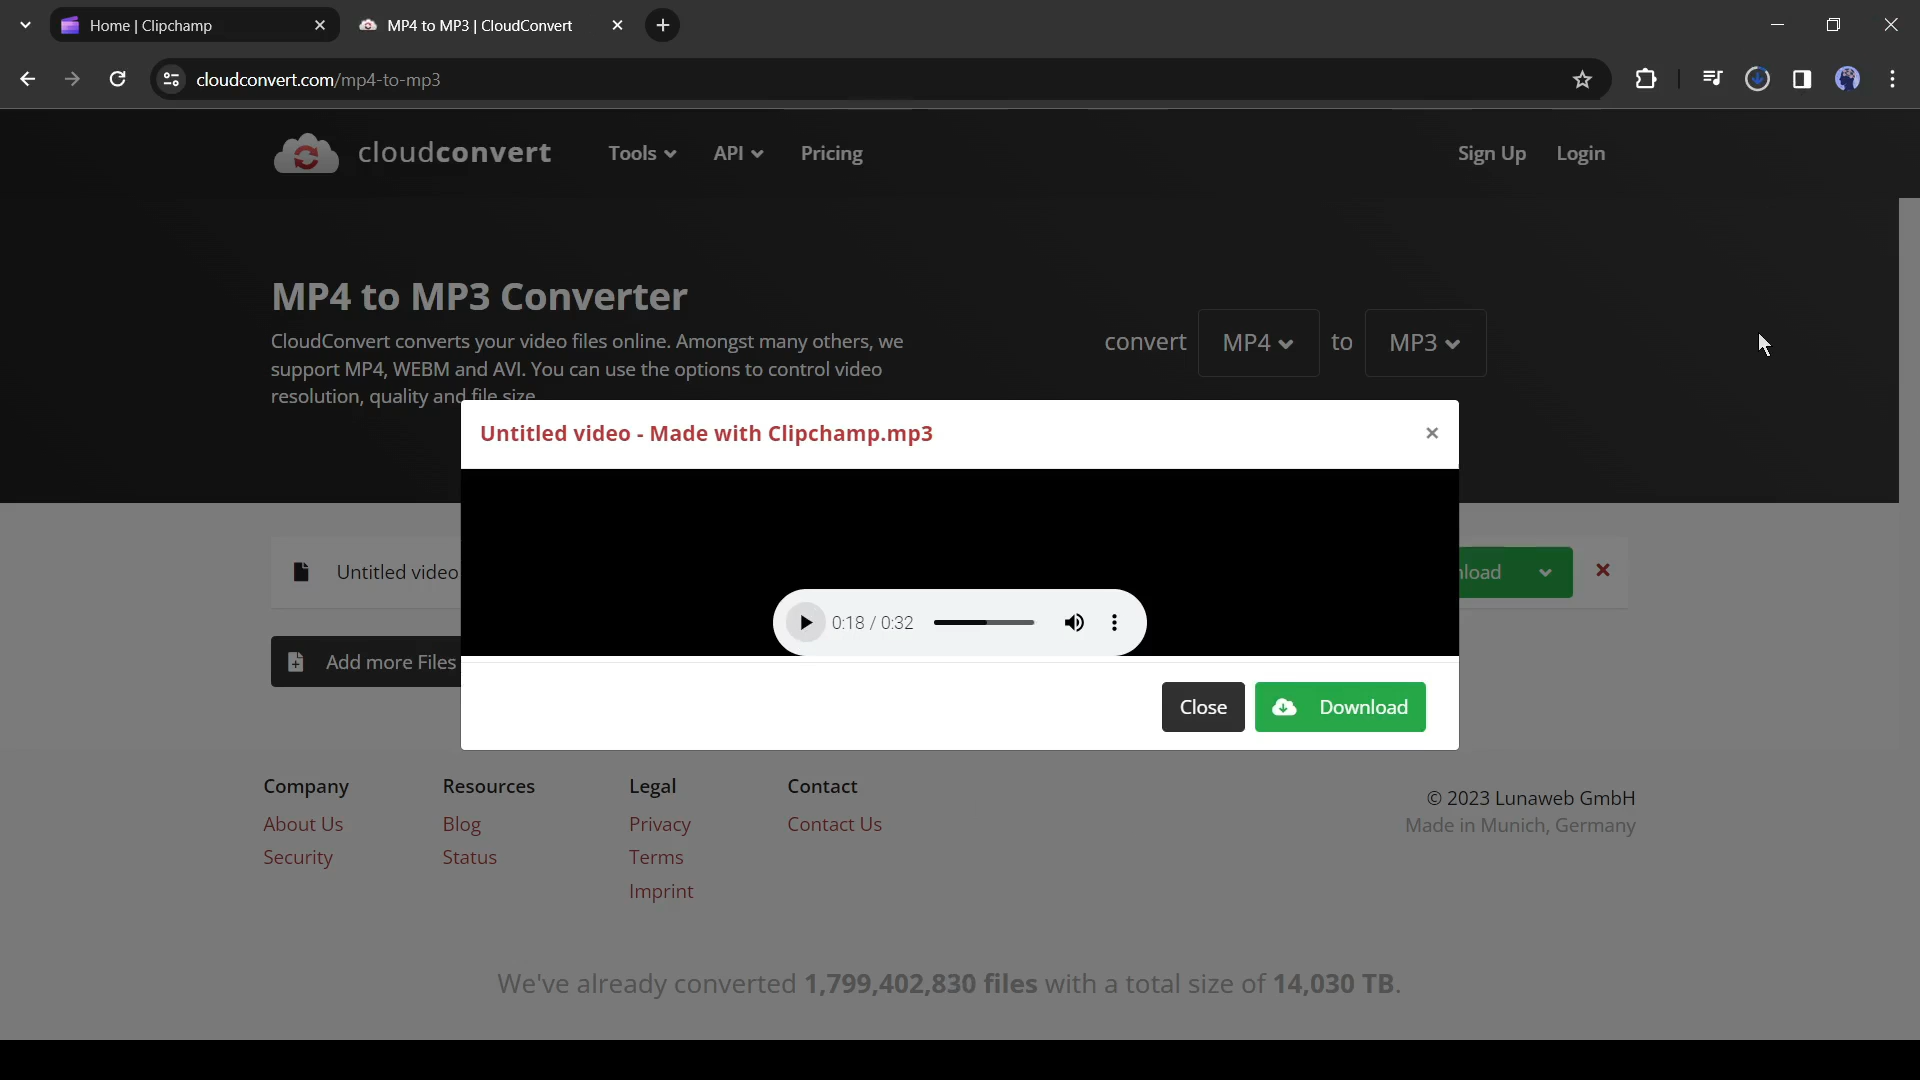 Home | Clipchamp
MP4 to MP3 | CloudConvert
cloudconvert.com/mp4-to-mp3
cloudconvert
Tools
API
Pricing
Sign Up
Login
MP4 to MP3 Converter
CloudConvert converts your video files online. Amongst many others, we
support MP4, WEBM and AVI. You can use the options to control video
resolution, quality and file size.
convert MP4 to MP3
Untitled video - Made with Clipchamp.mp3
Untitled video
nload
0:18 / 0:32
Add more Files
Close
Download
Company
About Us
Security
Resources
Blog
Status
Legal
Privacy
Terms
Imprint
Contact
Contact Us
© 2023 Lunaweb GmbH
Made in Munich, Germany
We've already converted 1,799,402,830 files with a total size of 14,030 TB.